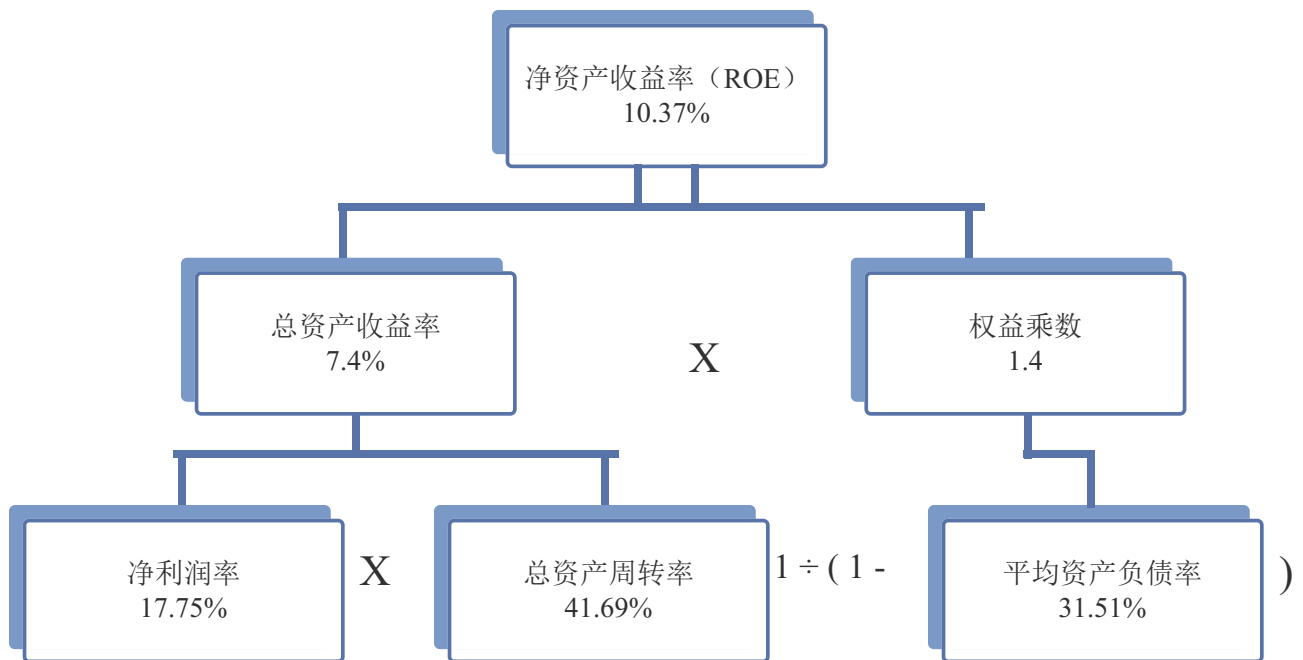 净资产收益率（ROE）
10.37%
总资产收益率
7.4%
X
权益乘数
1.4
净利润率
17.75%
X
总资产周转率
41.69%
1 ÷ ( 1 -
平均资产负债率
31.51%
)